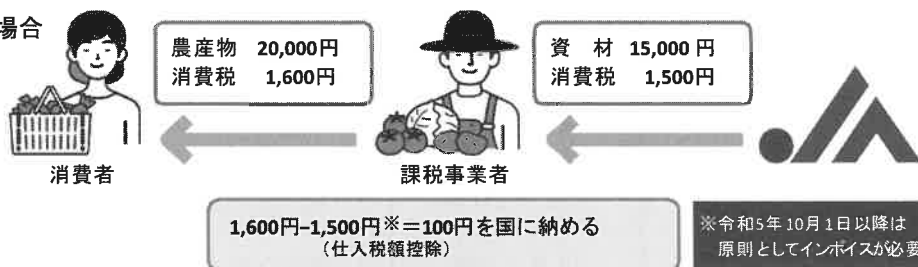 場合
農産物 20,000円
消費税 1,600円
資 材 15,000 円
消費税 1,500円
消費者
課税事業者
1,600円–1,500円※＝100円を国に納める
（仕入税額控除）
※令和5年10月1日以降は
原則としてインボイスが必要